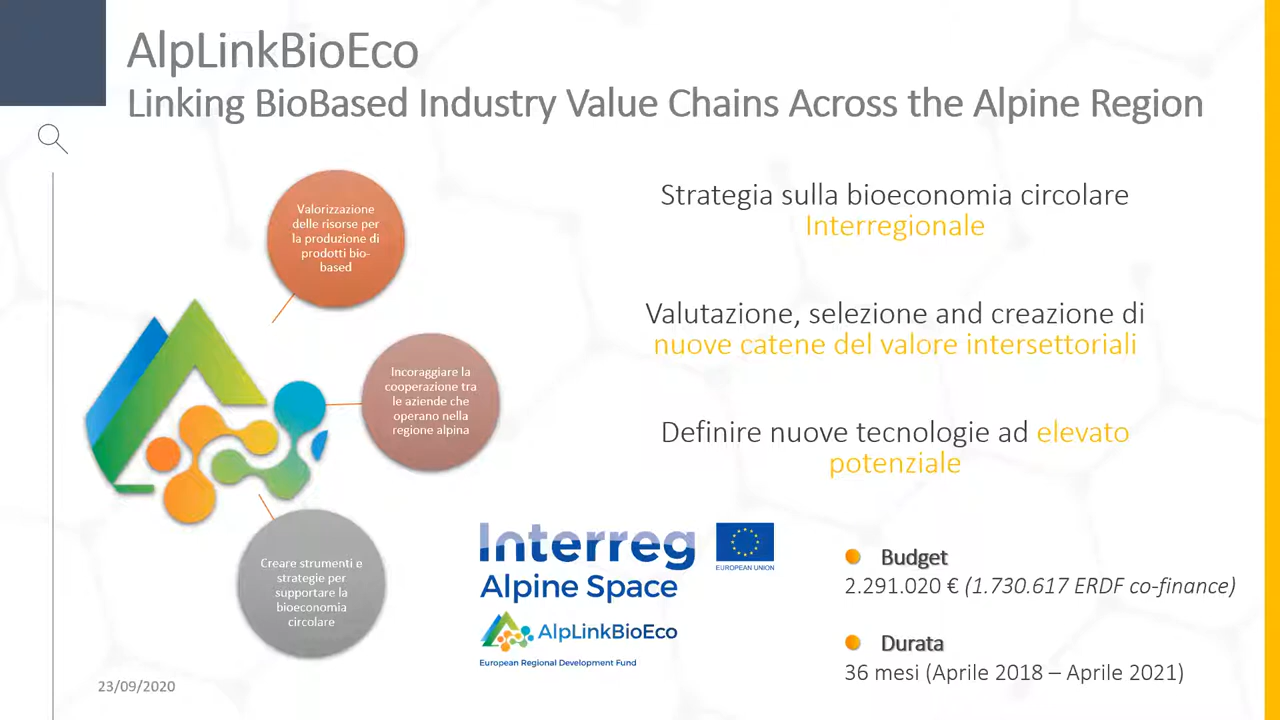 AlpLinkBioEco
Linking BioBased Industry Value Chains Across the Alpine Region
Valorizzazione
delle risorse per
la produzione di
prodotti bio-
based
Incoraggiare la
cooperazione tra
le aziende che
operano nella
regione alpina
Creare strumenti e
strategie per
supportare la
bioeconomia
circolare
Strategia sulla bioeconomia circolare
Interregionale
Valutazione, selezione and creazione di
nuove catene del valore intersettoriali
Definire nuove tecnologie ad elevato
potenziale
Interreg
EUROPEAN UNION
Alpine Space
AlpLinkBioEco
European Regional Development Fund
Budget
2.291.020 € (1.730.617 ERDF co-finance)
Durata
36 mesi (Aprile 2018 – Aprile 2021)
23/09/2020